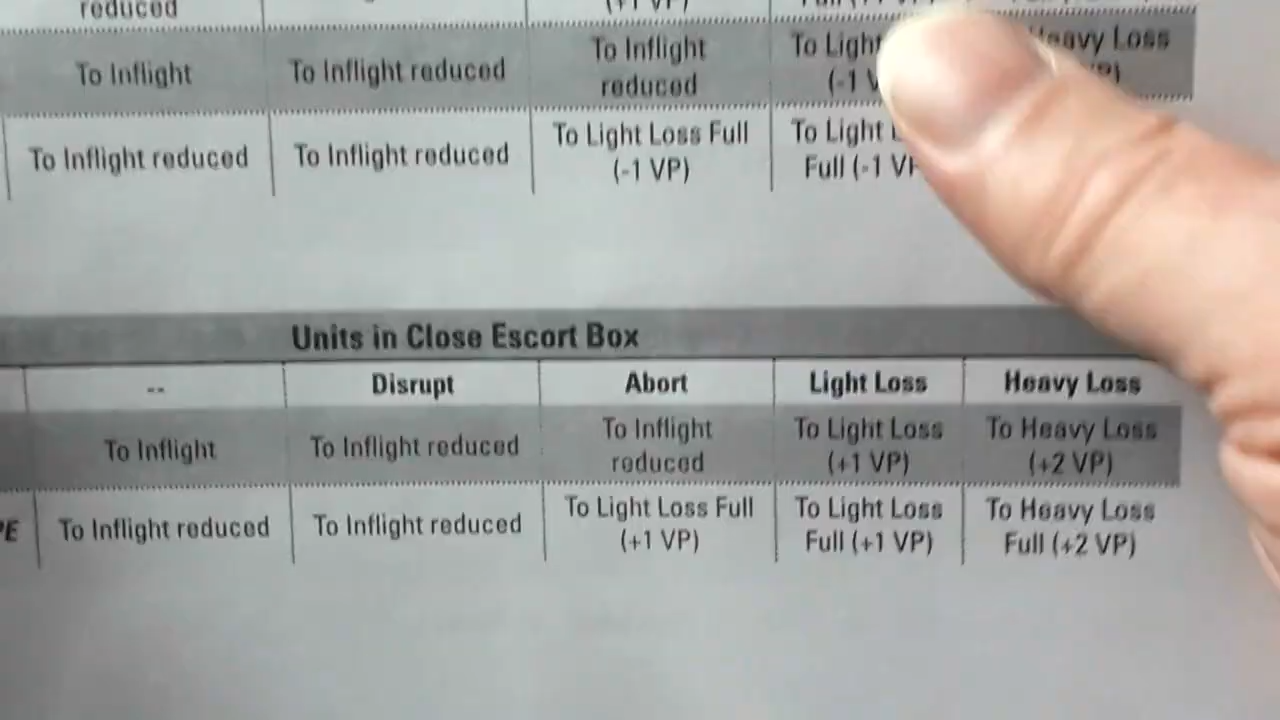 reduced
To Inflight To Inflight reduced To Inflight To Light Heavy Loss
reduced (-1
To Inflight reduced To Inflight reduced To Light Loss Full To Light
(-1 VP) Full (-1 VP
Units in Close Escort Box
-- Disrupt Abort Light Loss Heavy Loss
To Inflight To Inflight reduced To Inflight To Light Loss To Heavy Loss
reduced (+1 VP) (+2 VP)
PE To Inflight reduced To Inflight reduced To Light Loss Full To Light Loss To Heavy Loss
(+1 VP) Full (+1 VP) Full (+2 VP)